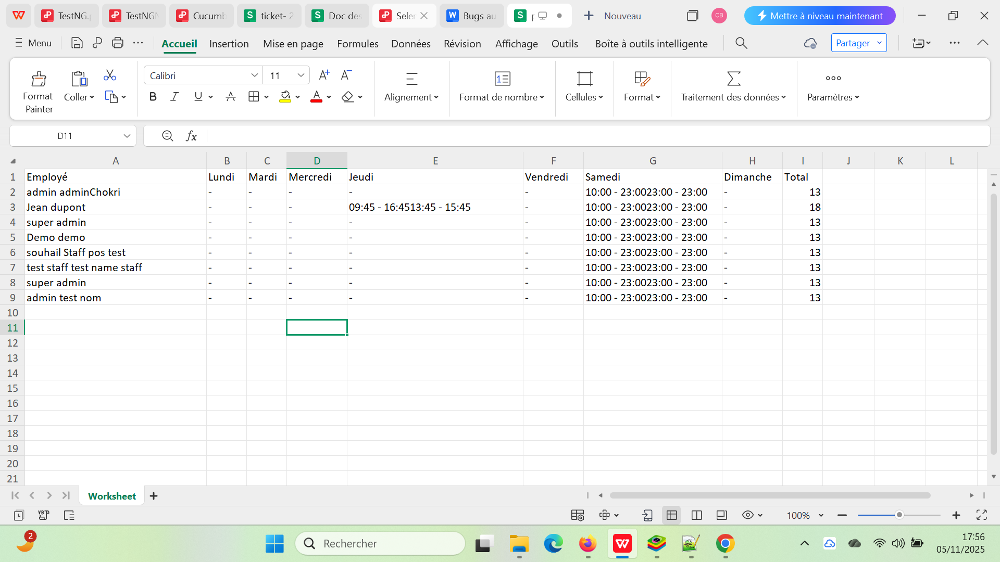 TestNG.p
TestNGN
Cucumb
ticket- 2
Doc des
Seler
Bugs au
p
Nouveau
CB
Mettre à niveau maintenant
Menu
Accueil
Insertion
Mise en page
Formules
Données
Révision
Affichage
Outils
Boîte à outils intelligente
Partager
Format Painter
Coller
Calibri
11
Alignement
Format de nombre
Cellules
Format
Traitement des données
Paramètres
D11
fx
A B C D E F G H I J K L
1 Employé Lundi Mardi Mercredi Jeudi Vendredi Samedi Dimanche Total
2 admin adminChokri - - - - - 10:00 - 23:0023:00 - 23:00 - 13
3 Jean dupont - - - 09:45 - 16:4513:45 - 15:45 - 10:00 - 23:0023:00 - 23:00 - 18
4 super admin - - - - - 10:00 - 23:0023:00 - 23:00 - 13
5 Demo demo - - - - - 10:00 - 23:0023:00 - 23:00 - 13
6 souhail Staff pos test - - - - - 10:00 - 23:0023:00 - 23:00 - 13
7 test staff test name staff - - - - - 10:00 - 23:0023:00 - 23:00 - 13
8 super admin - - - - - 10:00 - 23:0023:00 - 23:00 - 13
9 admin test nom - - - - - 10:00 - 23:0023:00 - 23:00 - 13
10
11
12
13
14
15
16
17
18
19
20
21
Worksheet
100%
2
Rechercher
17:56
05/11/2025